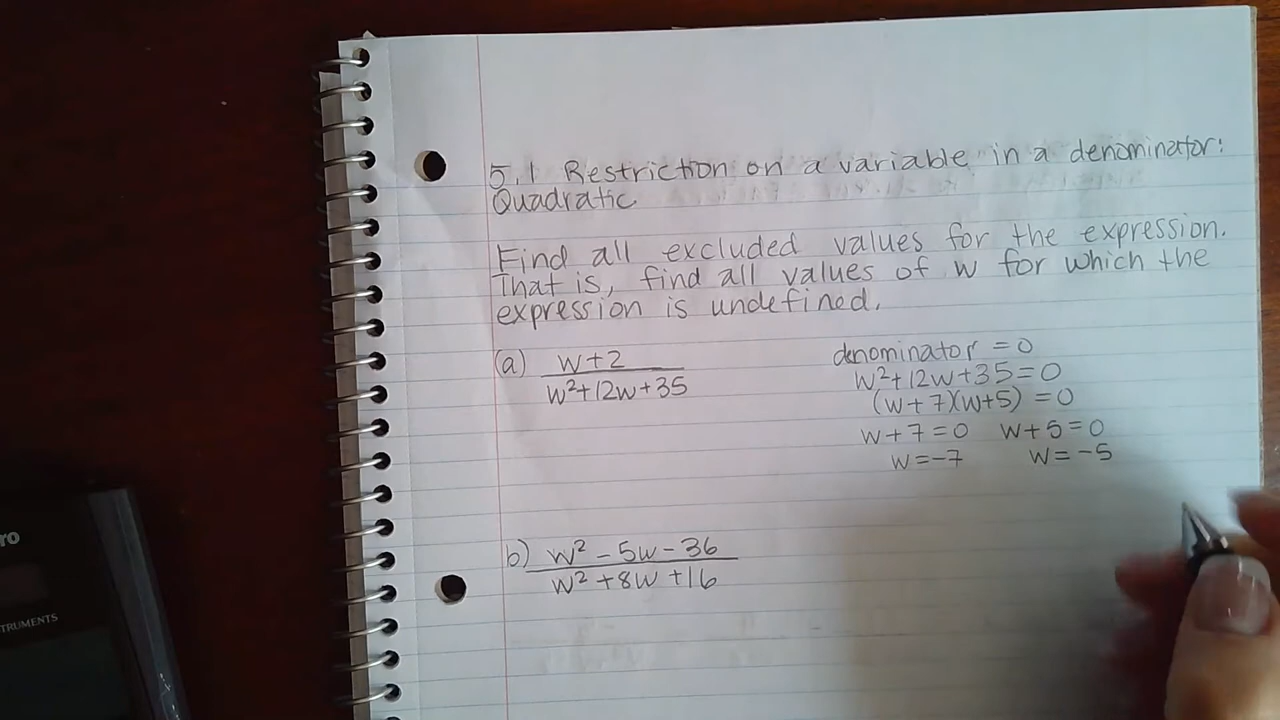 5.1 Restriction on a variable in a denominator:
Quadratic
Find all excluded values for the expression.
That is, find all values of w for which the
expression is undefined.
(a) w+2
w²+12w+35
denominator = 0
w²+12w+35=0
(w+7)(w+5)=0
w+7=0 w+5=0
w=-7 w=-5
b) w²-5w-36
w²+8w+16
ro
TRUMENTS